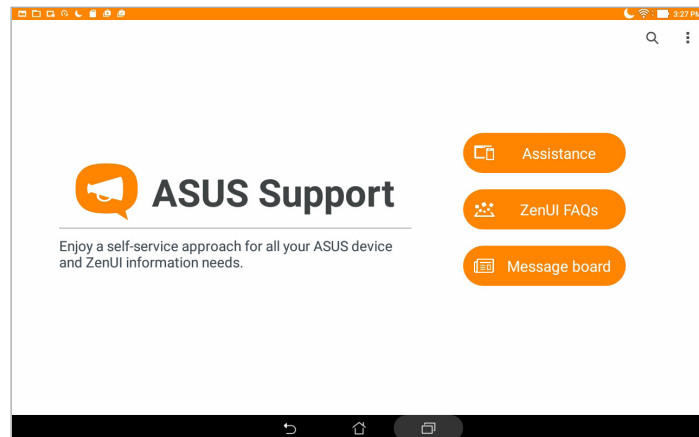 3:27 PM
ASUS Support
Enjoy a self-service approach for all your ASUS device
and ZenUI information needs.
Assistance
ZenUI FAQs
Message board